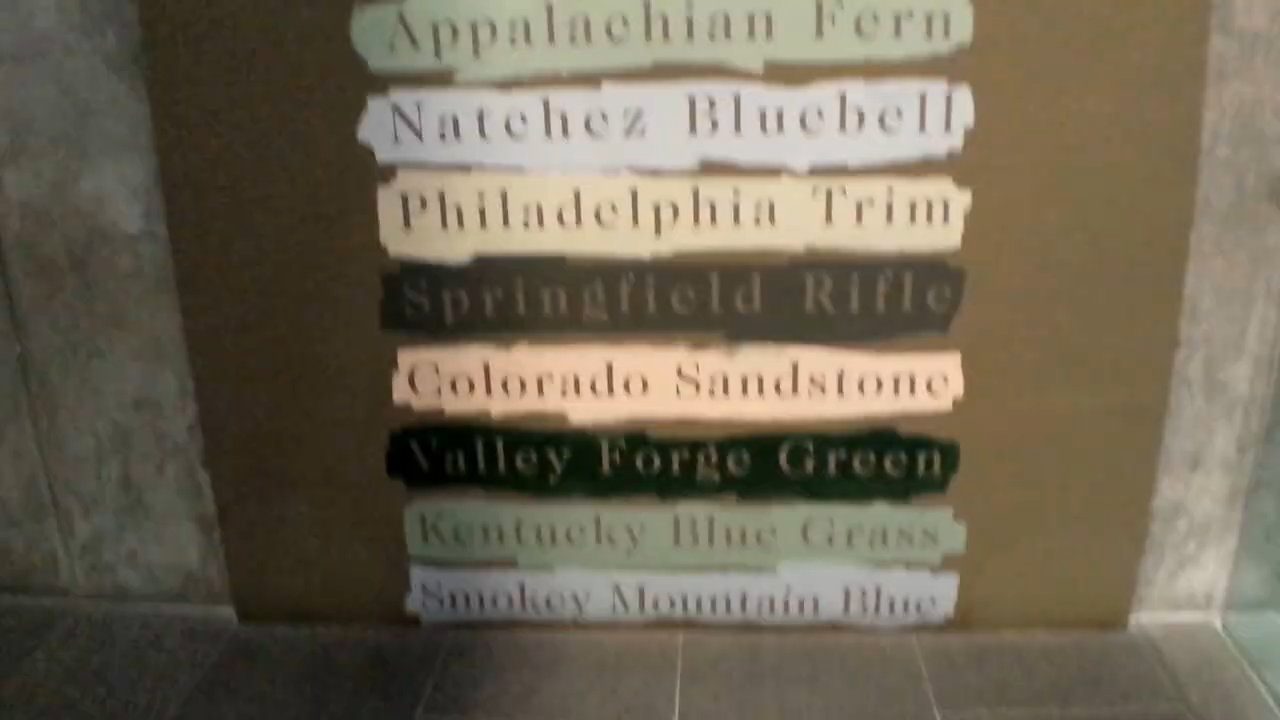 Appalachian Fern
Natchez Bluebell
Philadelphia Trim
Springfield Rifle
Colorado Sandstone
Valley Forge Green
Kentucky Blue Grass
Smokey Mountain Blue